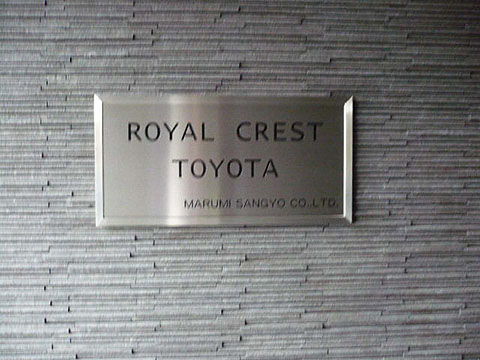 ROYAL CREST
TOYOTA
MARUMI SANGYO CO.,LTD.